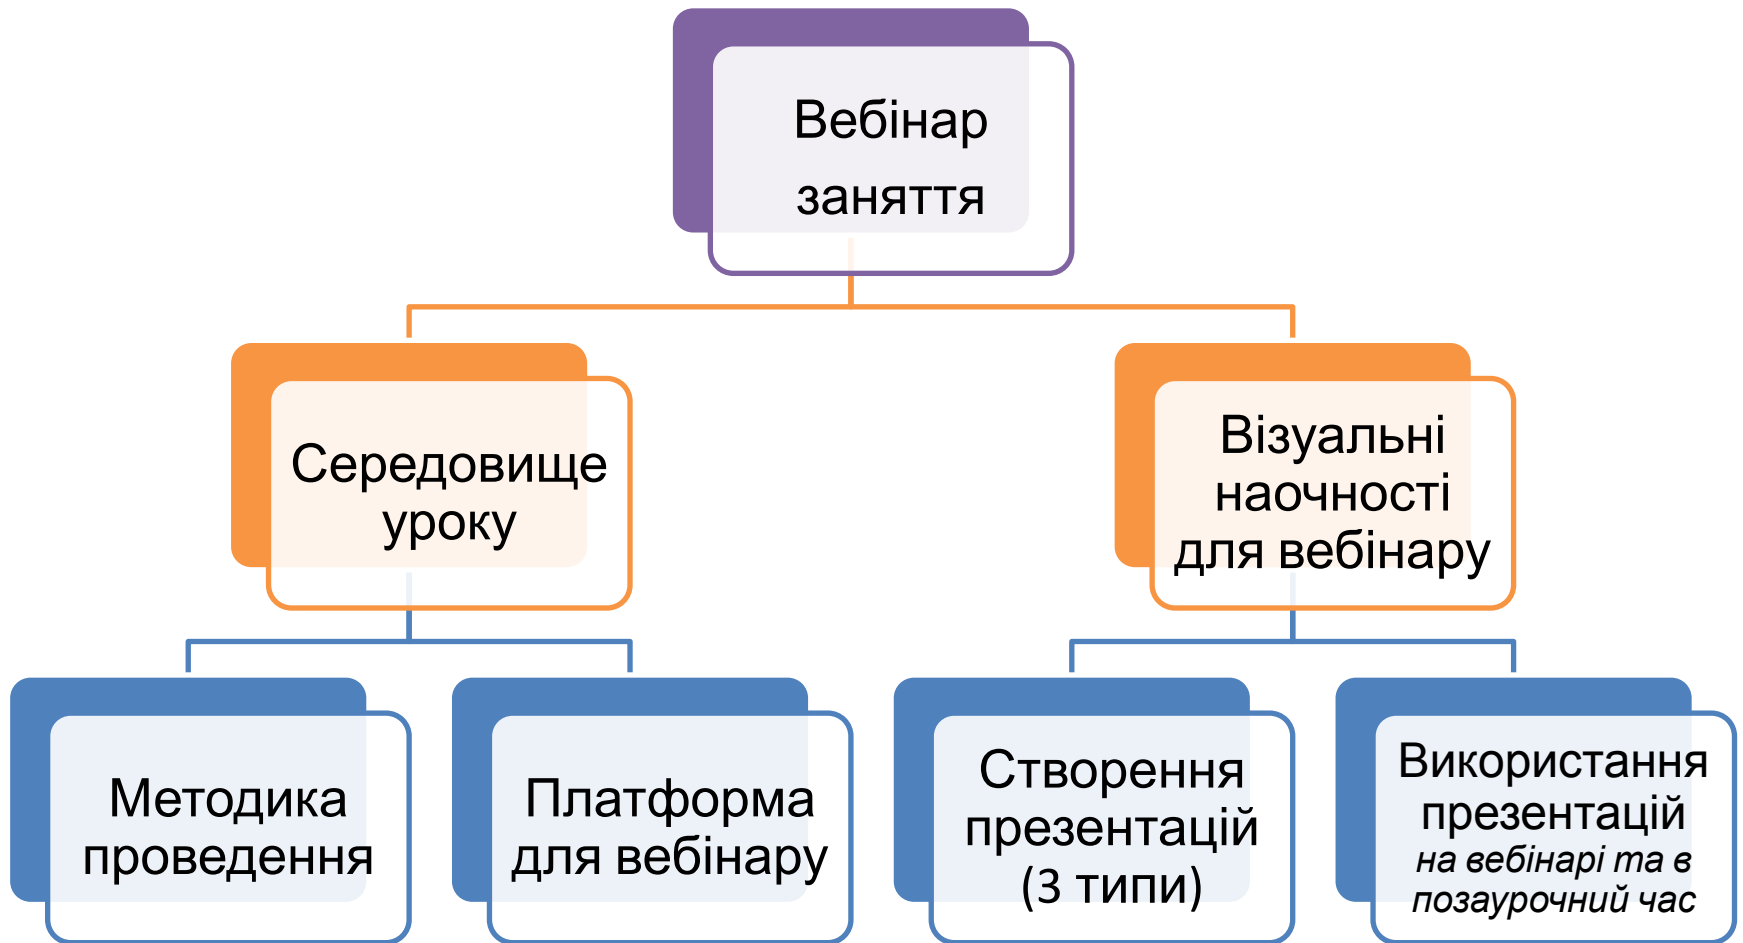 Вебінар
заняття
Середовище
уроку
Візуальні
наочності
для вебінару
Методика
проведення
Платформа
для вебінару
Створення
презентацій
(3 типи)
Використання
презентацій
на вебінарі та в
позаурочний час